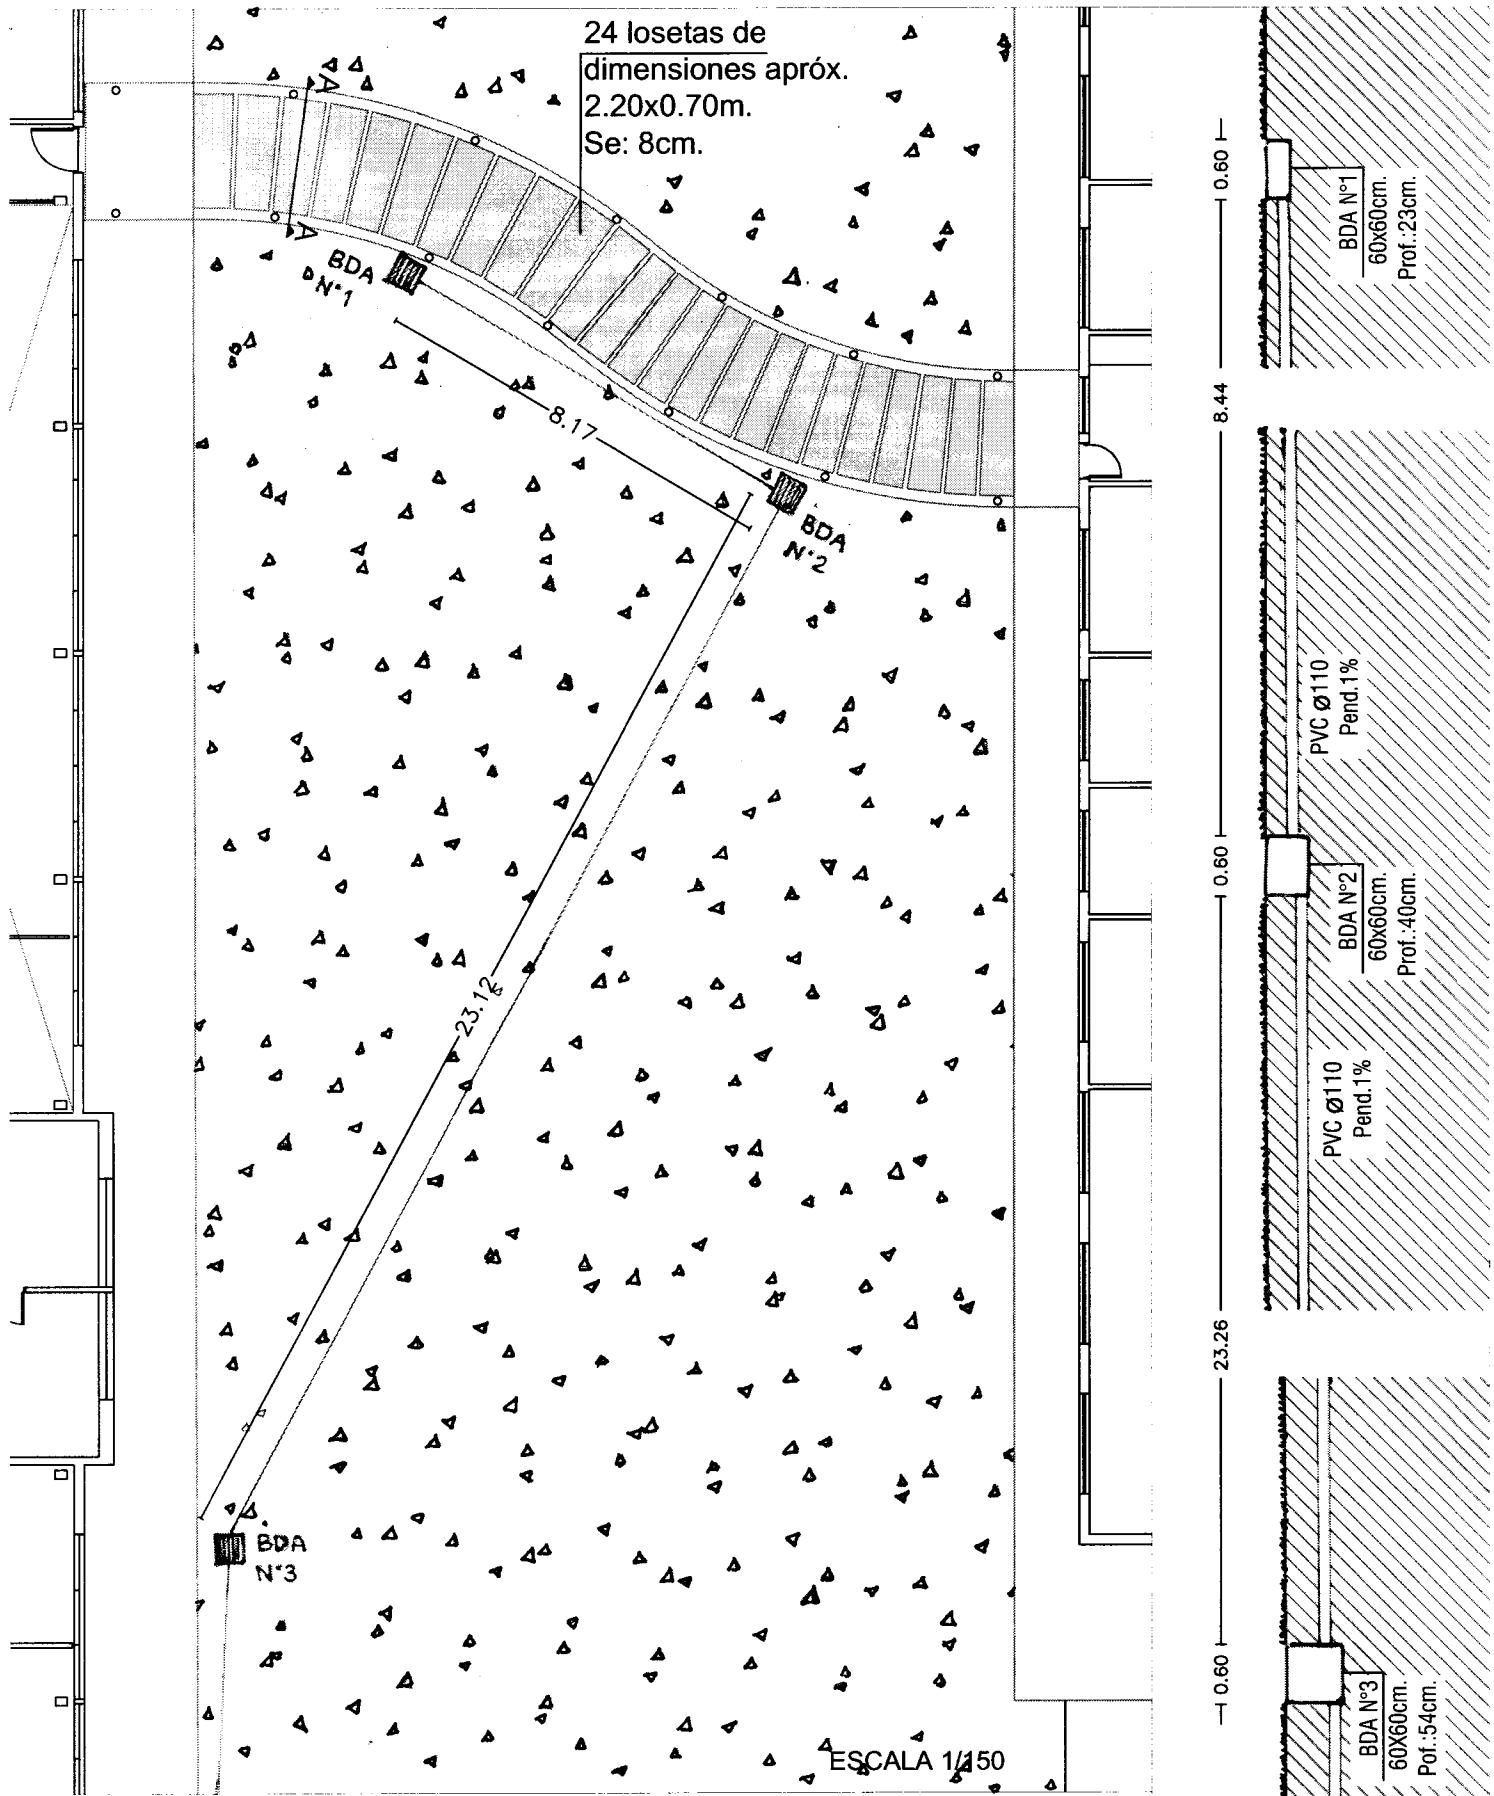 24 losetas de
dimensiones apróx.
2.20x0.70m.
Se: 8cm.
A
A
BDA
N°1
8.17
BDA
N°2
23.12
BDA
N°3
ESCALA 1/150
0.60
8.44
0.60
23.26
0.60
BDA N°1
60x60cm.
Prof.:23cm.
PVC Ø110
Pend.1%
BDA N°2
60x60cm.
Prof.:40cm.
PVC Ø110
Pend.1%
BDA N°3
60X60cm.
Pof.:54cm.